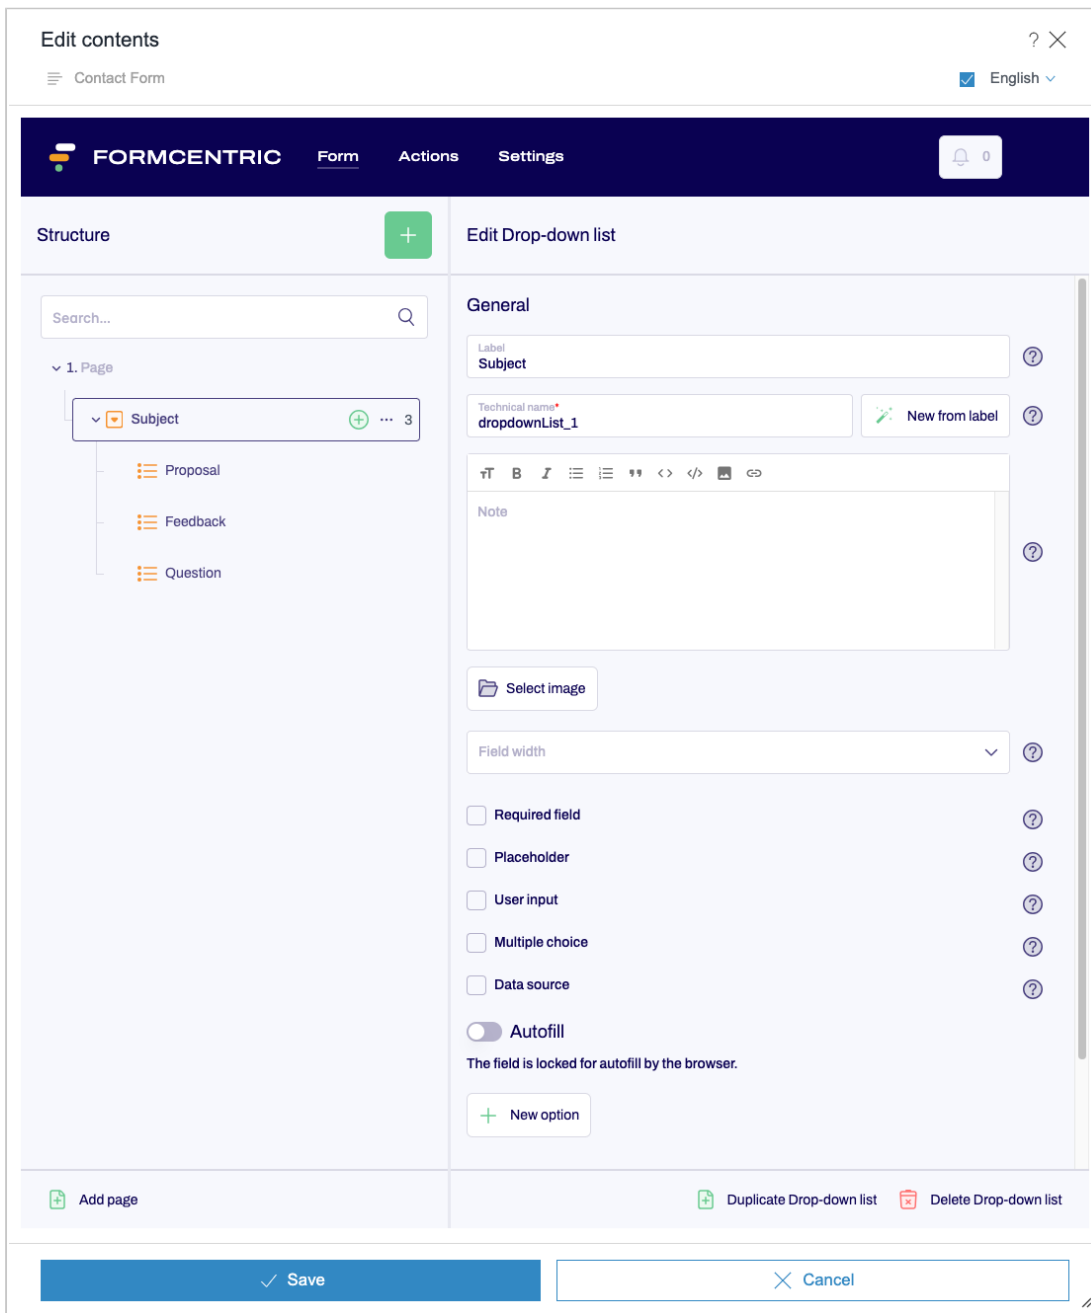 Edit contents
?
Contact Form
English
FORMCENTRIC Form Actions Settings 0
Structure
Edit Drop-down list
Search...
1. Page
Subject 3
Proposal
Feedback
Question
General
Label
Subject
?
Technical name*
dropdownList_1
New from label
?
B I
Note
?
Select image
Field width
?
Required field
?
Placeholder
?
User input
?
Multiple choice
?
Data source
?
Autofill
The field is locked for autofill by the browser.
New option
Add page
Duplicate Drop-down list
Delete Drop-down list
Save
Cancel